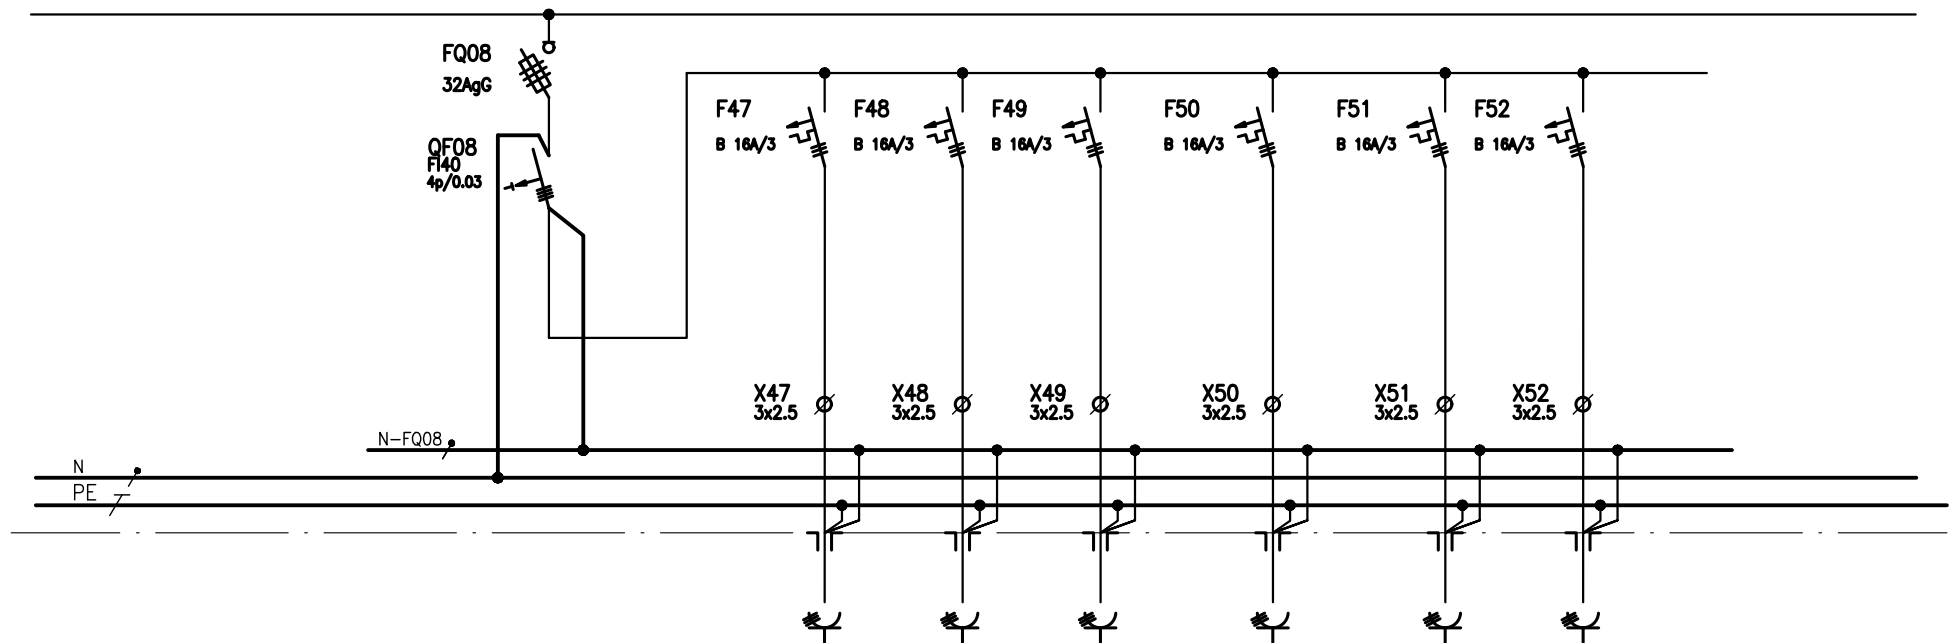 FQ08
32AgG
QF08
FI40
4p/0.03
F47
B 16A/3
F48
B 16A/3
F49
B 16A/3
F50
B 16A/3
F51
B 16A/3
F52
B 16A/3
X47
3x2.5
X48
3x2.5
X49
3x2.5
X50
3x2.5
X51
3x2.5
X52
3x2.5
N-FQ08
N
PE